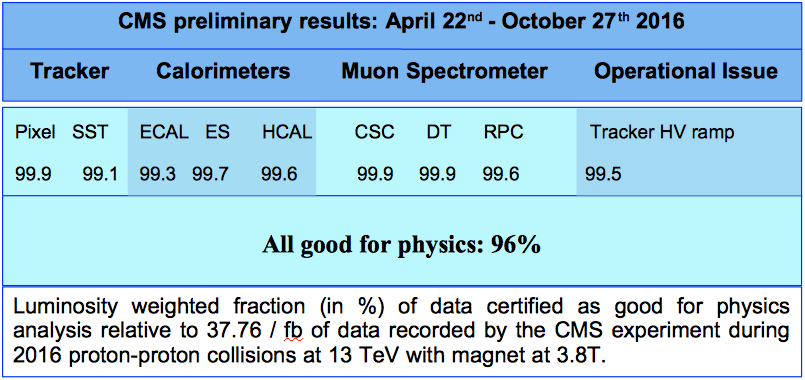 CMS preliminary results: April 22nd - October 27th 2016
Tracker Calorimeters Muon Spectrometer Operational Issue
Pixel SST ECAL ES HCAL CSC DT RPC Tracker HV ramp
99.9 99.1 99.3 99.7 99.6 99.9 99.9 99.6 99.5
All good for physics: 96%
Luminosity weighted fraction (in %) of data certified as good for physics
analysis relative to 37.76 / fb of data recorded by the CMS experiment during
2016 proton-proton collisions at 13 TeV with magnet at 3.8T.